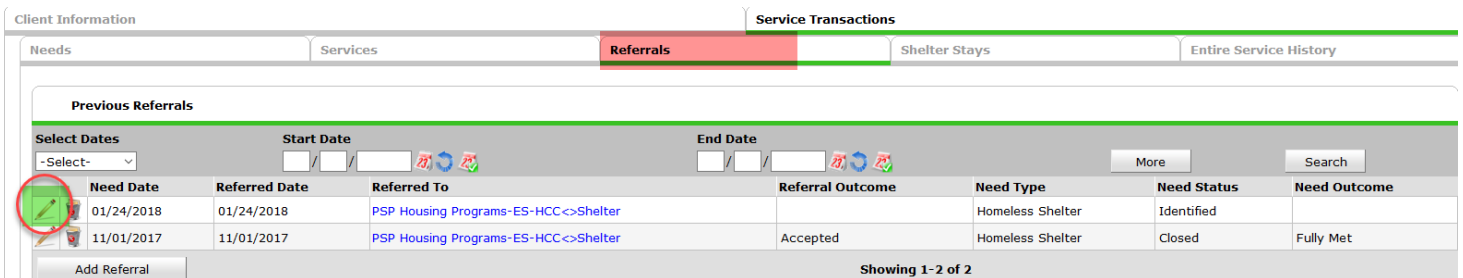 Client Information Service Transactions
Needs Services Referrals Shelter Stays Entire Service History
Previous Referrals
Select Dates Start Date End Date
-Select- / / / / More Search
Need Date Referred Date Referred To Referral Outcome Need Type Need Status Need Outcome
01/24/2018 01/24/2018 PSP Housing Programs-ES-HCC<>Shelter Homeless Shelter Identified
11/01/2017 11/01/2017 PSP Housing Programs-ES-HCC<>Shelter Accepted Homeless Shelter Closed Fully Met
Add Referral Showing 1-2 of 2